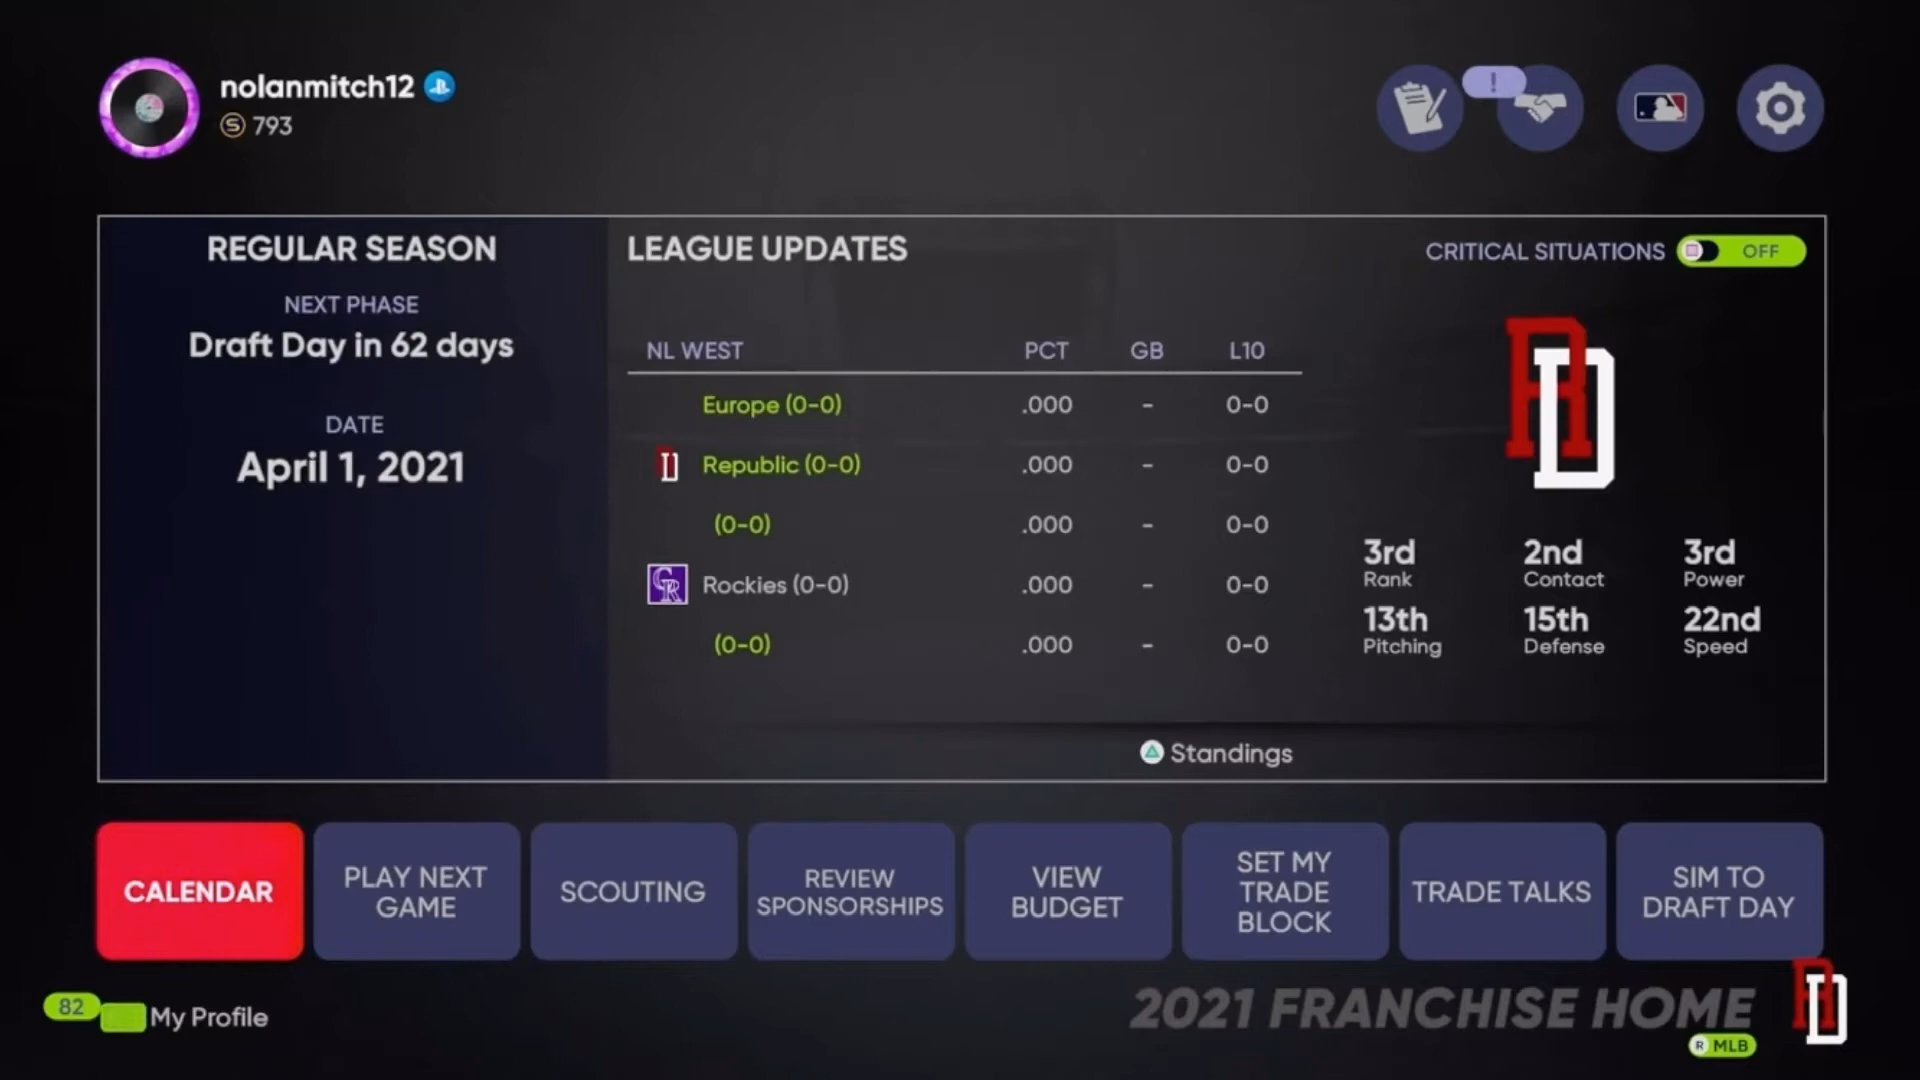 nolanmitch12
S 793
!
REGULAR SEASON
NEXT PHASE
Draft Day in 62 days
DATE
April 1, 2021
LEAGUE UPDATES
CRITICAL SITUATIONS OFF
NL WEST PCT GB L10
Europe (0-0) .000 - 0-0
Republic (0-0) .000 - 0-0
(0-0) .000 - 0-0
CR Rockies (0-0) .000 - 0-0
(0-0) .000 - 0-0
RD
3rd 2nd 3rd
Rank Contact Power
13th 15th 22nd
Pitching Defense Speed
Standings
CALENDAR
PLAY NEXT
GAME
SCOUTING
REVIEW
SPONSORSHIPS
VIEW
BUDGET
SET MY
TRADE
BLOCK
TRADE TALKS
SIM TO
DRAFT DAY
82 My Profile
2021 FRANCHISE HOME
RD
R MLB